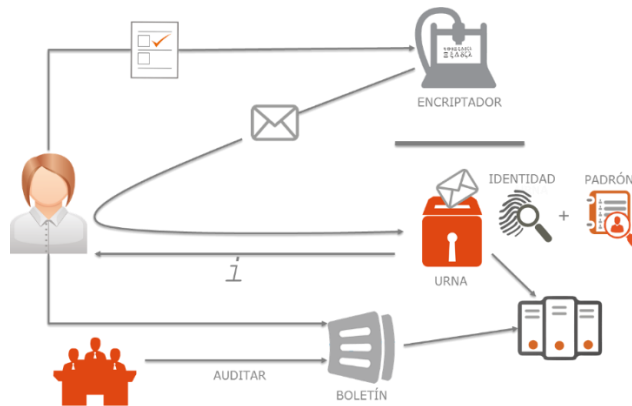 ENCRIPTADOR
IDENTIDAD
PADRÓN
+
URNA
i
AUDITAR
BOLETÍN